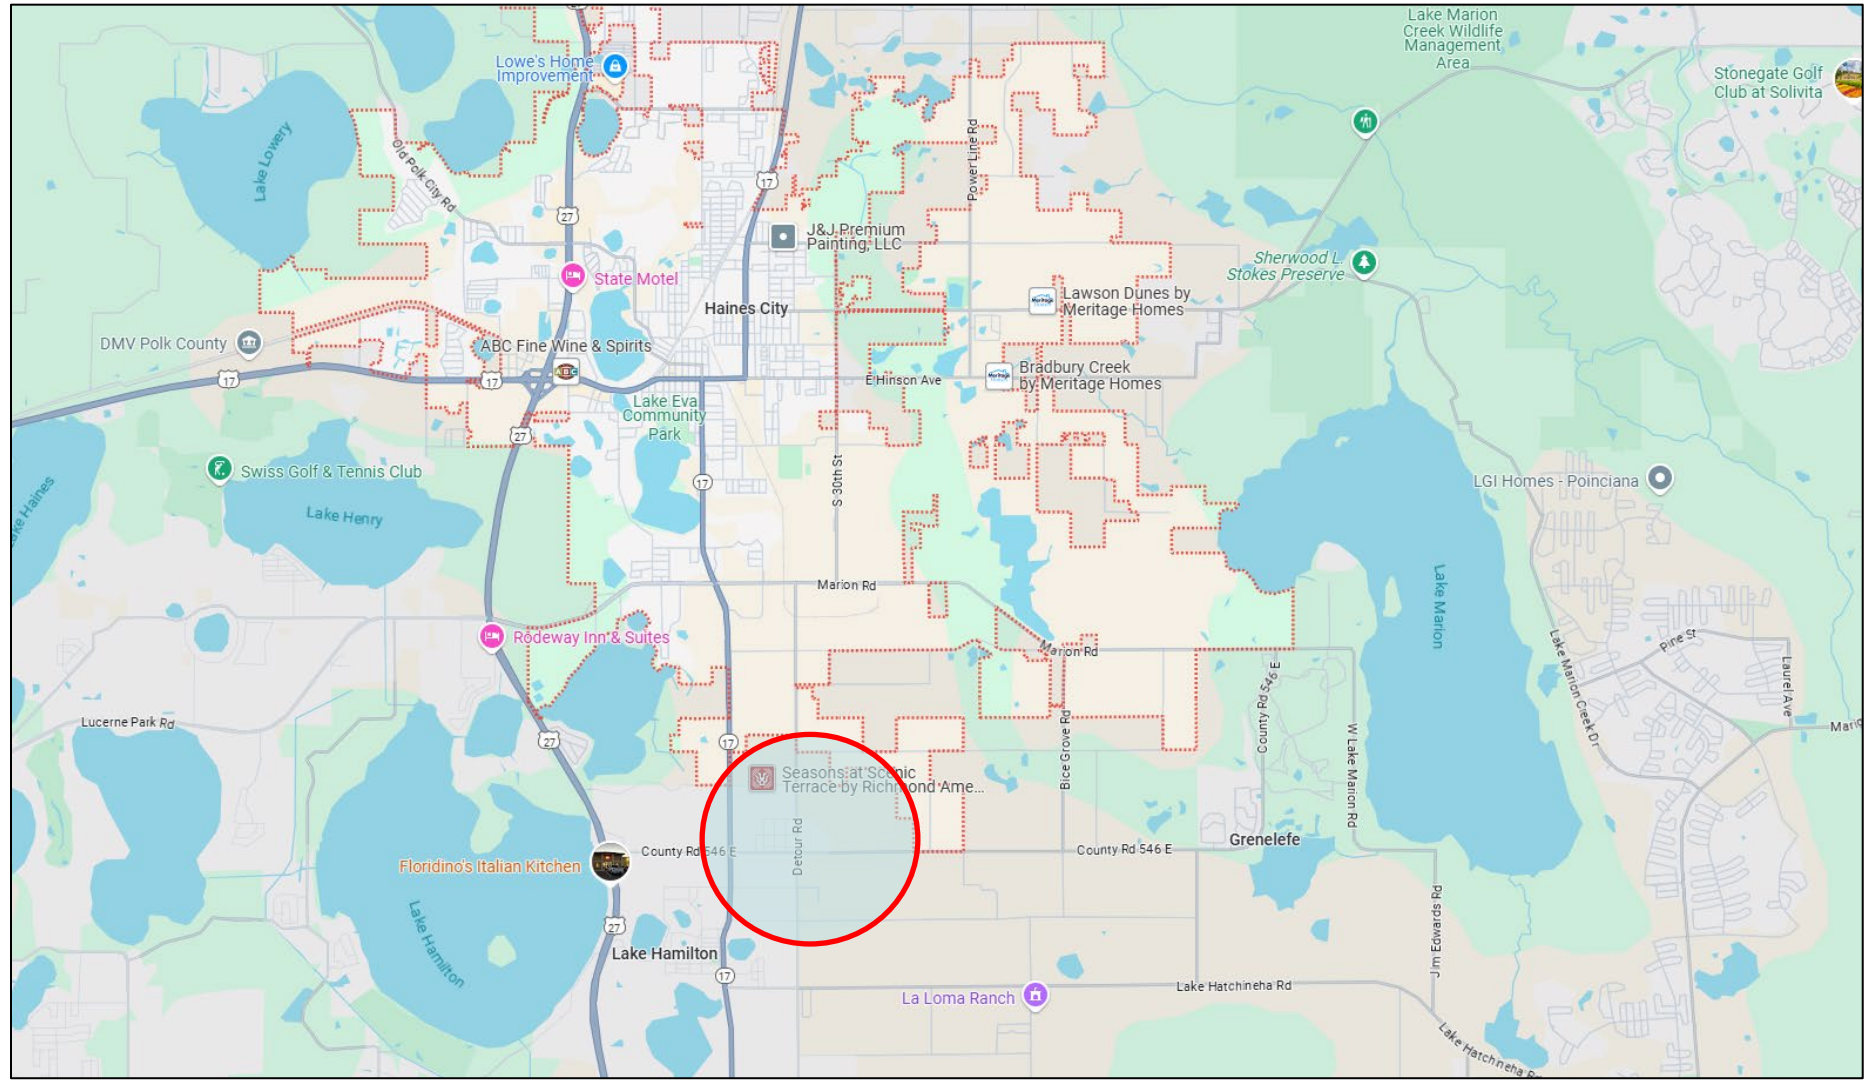 Lake Marion
Creek Wildlife
Management
Area
Lowe's Home
Improvement
Stonegate Golf
Club at Solivita
Lake Lowery
Old Polk City Rd
Power Line Rd
17
27
J&J Premium
Painting, LLC
Sherwood L.
Stokes Preserve
State Motel
Haines City
Lawson Dunes by
Meritage Homes
DMV Polk County
ABC Fine Wine & Spirits
17
17
ABC
E Hinson Ave
Bradbury Creek
by Meritage Homes
Lake Eva
Community
Park
27
Swiss Golf & Tennis Club
17
S 30th St
LGI Homes - Poinciana
ke Haines
Lake Henry
Marion Rd
Lake Marion
Rodeway Inn & Suites
Marion Rd
Pine St
Laurel Ave
Lake Marion Creek Dr
County Rd 546 E
Lucerne Park Rd
27
17
Bice Grove Rd
W Lake Marion Rd
Seasons at Scenic
Terrace by Richmond Ame...
Detour Rd
County Rd 546 E
County Rd 546 E
Grenelefe
Floridino's Italian Kitchen
Lake Hamilton
27
Lake Hamilton
17
Jim Edwards Rd
La Loma Ranch
Lake Hatchineha Rd